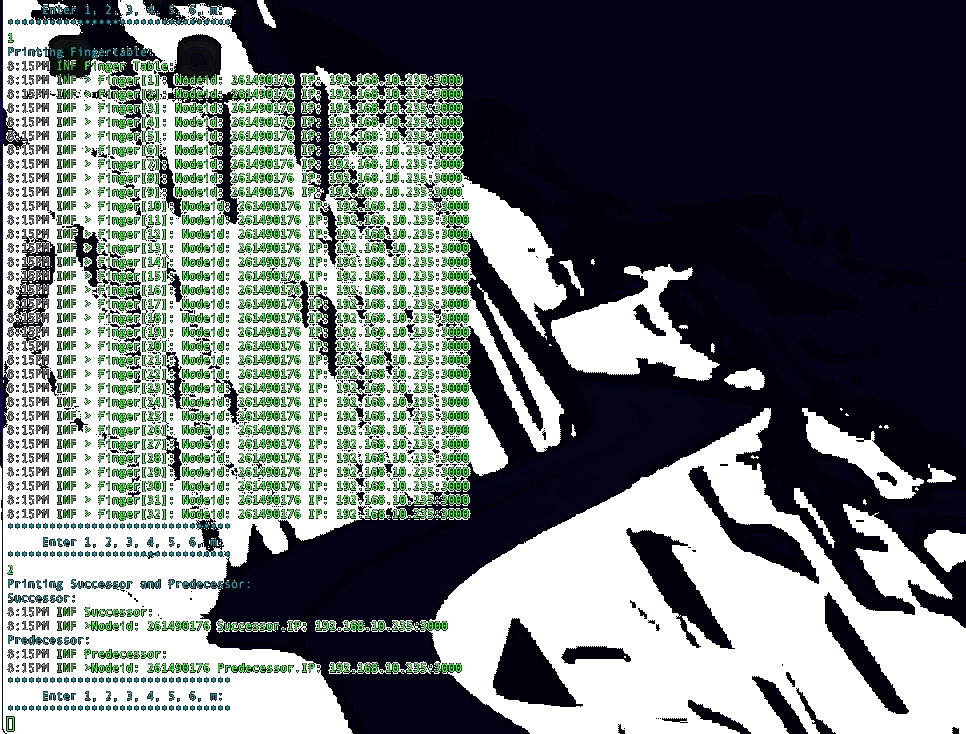 Enter 1, 2, 3, 4, 5, 6, m:
********************************
1
Printing Fingertable:
8:15PM INF Finger Table:
8:15PM INF > Finger[1]: Nodeid: 261490176 IP: 192.168.10.235:3000
8:15PM INF > Finger[2]: Nodeid: 261490176 IP: 192.168.10.235:3000
8:15PM INF > Finger[3]: Nodeid: 261490176 IP: 192.168.10.235:3000
8:15PM INF > Finger[4]: Nodeid: 261490176 IP: 192.168.10.235:3000
8:15PM INF > Finger[5]: Nodeid: 261490176 IP: 192.168.10.235:3000
8:15PM INF > Finger[6]: Nodeid: 261490176 IP: 192.168.10.235:3000
8:15PM INF > Finger[7]: Nodeid: 261490176 IP: 192.168.10.235:3000
8:15PM INF > Finger[8]: Nodeid: 261490176 IP: 192.168.10.235:3000
8:15PM INF > Finger[9]: Nodeid: 261490176 IP: 192.168.10.235:3000
8:15PM INF > Finger[10]: Nodeid: 261490176 IP: 192.168.10.235:3000
8:15PM INF > Finger[11]: Nodeid: 261490176 IP: 192.168.10.235:3000
8:15PM INF > Finger[12]: Nodeid: 261490176 IP: 192.168.10.235:3000
8:15PM INF > Finger[13]: Nodeid: 261490176 IP: 192.168.10.235:3000
8:15PM INF > Finger[14]: Nodeid: 261490176 IP: 192.168.10.235:3000
8:15PM INF > Finger[15]: Nodeid: 261490176 IP: 192.168.10.235:3000
8:15PM INF > Finger[16]: Nodeid: 261490176 IP: 192.168.10.235:3000
8:15PM INF > Finger[17]: Nodeid: 261490176 IP: 192.168.10.235:3000
8:15PM INF > Finger[18]: Nodeid: 261490176 IP: 192.168.10.235:3000
8:15PM INF > Finger[19]: Nodeid: 261490176 IP: 192.168.10.235:3000
8:15PM INF > Finger[20]: Nodeid: 261490176 IP: 192.168.10.235:3000
8:15PM INF > Finger[21]: Nodeid: 261490176 IP: 192.168.10.235:3000
8:15PM INF > Finger[22]: Nodeid: 261490176 IP: 192.168.10.235:3000
8:15PM INF > Finger[23]: Nodeid: 261490176 IP: 192.168.10.235:3000
8:15PM INF > Finger[24]: Nodeid: 261490176 IP: 192.168.10.235:3000
8:15PM INF > Finger[25]: Nodeid: 261490176 IP: 192.168.10.235:3000
8:15PM INF > Finger[26]: Nodeid: 261490176 IP: 192.168.10.235:3000
8:15PM INF > Finger[27]: Nodeid: 261490176 IP: 192.168.10.235:3000
8:15PM INF > Finger[28]: Nodeid: 261490176 IP: 192.168.10.235:3000
8:15PM INF > Finger[29]: Nodeid: 261490176 IP: 192.168.10.235:3000
8:15PM INF > Finger[30]: Nodeid: 261490176 IP: 192.168.10.235:3000
8:15PM INF > Finger[31]: Nodeid: 261490176 IP: 192.168.10.235:3000
8:15PM INF > Finger[32]: Nodeid: 261490176 IP: 192.168.10.235:3000
********************************
Enter 1, 2, 3, 4, 5, 6, m:
********************************
2
Printing Successor and Predecessor:
Successor:
8:15PM INF Successor:
8:15PM INF >Nodeid: 261490176 Successor.IP: 192.168.10.235:3000
Predecessor:
8:15PM INF Predecessor:
8:15PM INF >Nodeid: 261490176 Predecessor.IP: 192.168.10.235:3000
********************************
Enter 1, 2, 3, 4, 5, 6, m:
********************************